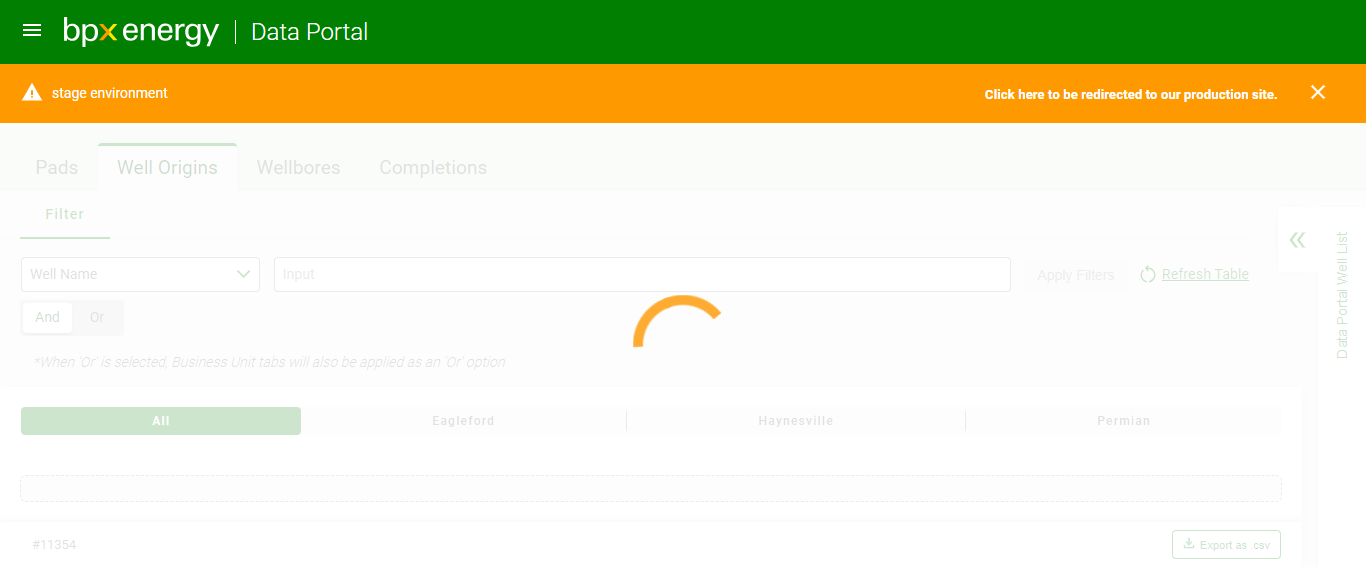 bpx energy Data Portal
stage environment Click here to be redirected to our production site.
Pads Well Origins Wellbores Completions
Filter
Well Name Input Apply Filters Refresh Table
And Or
*When 'Or' is selected, Business Unit tabs will also be applied as an 'Or' option
All Eagleford Haynesville Permian
#11354 Export as .csv
Data Portal Well List